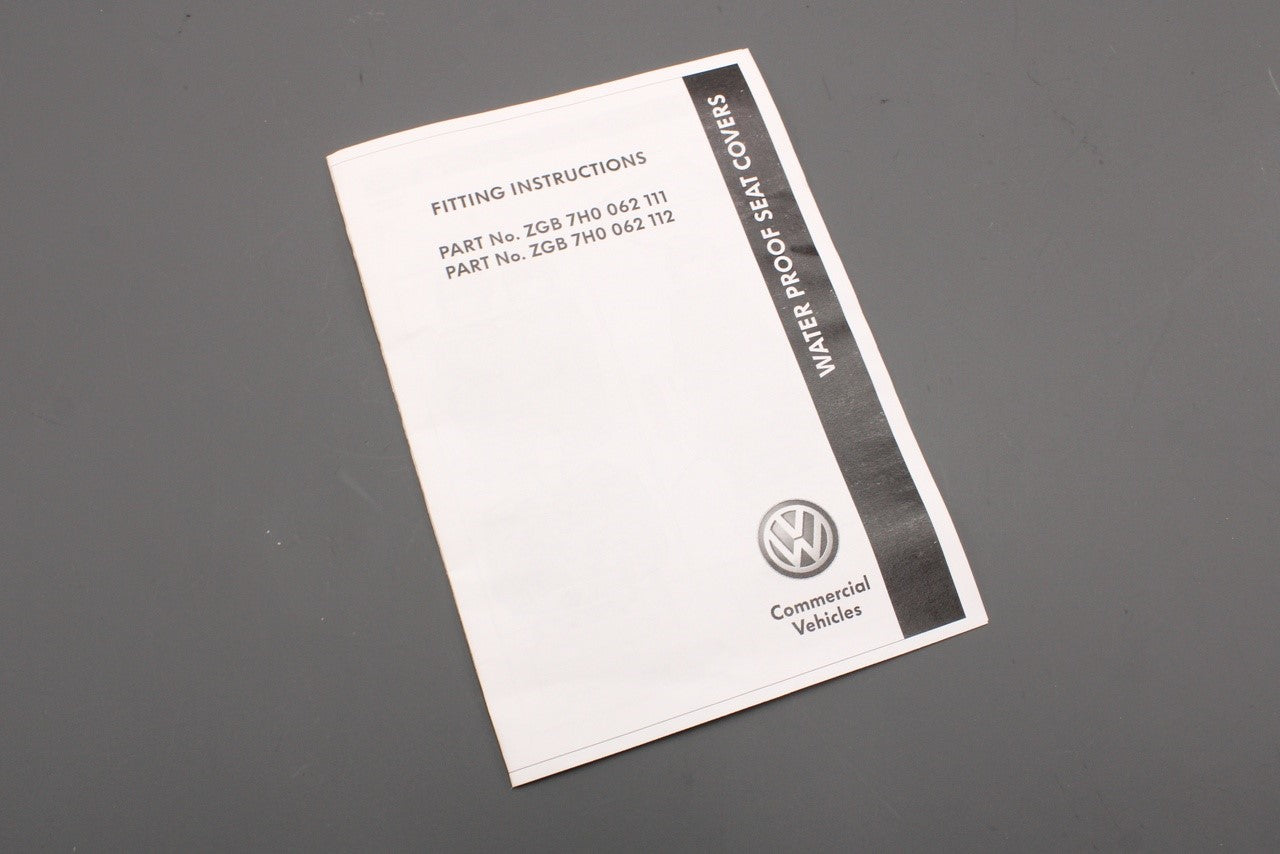 FITTING INSTRUCTIONS
PART No. ZGB 7H0 062 111
PART No. ZGB 7H0 062 112
WATER PROOF SEAT COVERS
Commercial
Vehicles